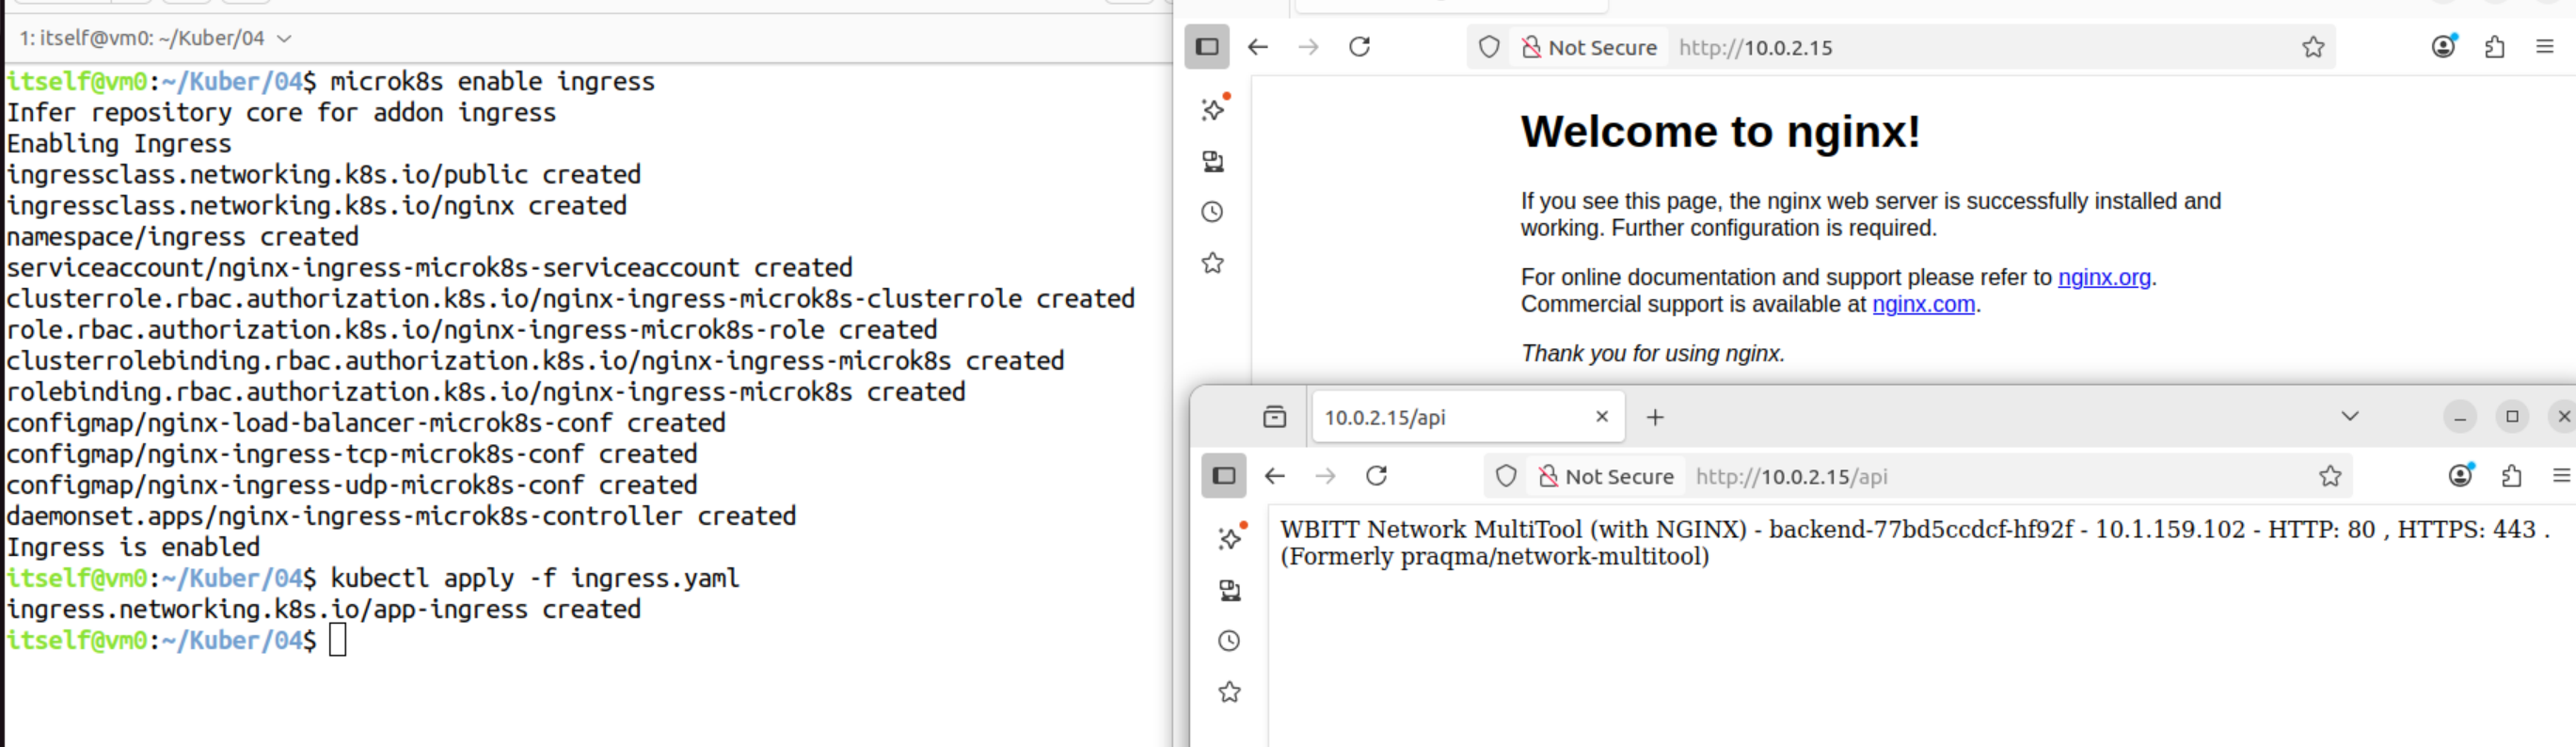 1: itself@vm0: ~/Kuber/04
itself@vm0:~/Kuber/04$ microk8s enable ingress
Infer repository core for addon ingress
Enabling Ingress
ingressclass.networking.k8s.io/public created
ingressclass.networking.k8s.io/nginx created
namespace/ingress created
serviceaccount/nginx-ingress-microk8s-serviceaccount created
clusterrole.rbac.authorization.k8s.io/nginx-ingress-microk8s-clusterrole created
role.rbac.authorization.k8s.io/nginx-ingress-microk8s-role created
clusterrolebinding.rbac.authorization.k8s.io/nginx-ingress-microk8s created
rolebinding.rbac.authorization.k8s.io/nginx-ingress-microk8s created
configmap/nginx-load-balancer-microk8s-conf created
configmap/nginx-ingress-tcp-microk8s-conf created
configmap/nginx-ingress-udp-microk8s-conf created
daemonset.apps/nginx-ingress-microk8s-controller created
Ingress is enabled
itself@vm0:~/Kuber/04$ kubectl apply -f ingress.yaml
ingress.networking.k8s.io/app-ingress created
itself@vm0:~/Kuber/04$
Not Secure http://10.0.2.15
Welcome to nginx!
If you see this page, the nginx web server is successfully installed and
working. Further configuration is required.
For online documentation and support please refer to nginx.org.
Commercial support is available at nginx.com.
Thank you for using nginx.
10.0.2.15/api
Not Secure http://10.0.2.15/api
WBITT Network MultiTool (with NGINX) - backend-77bd5ccdcf-hf92f - 10.1.159.102 - HTTP: 80 , HTTPS: 443 .
(Formerly praqma/network-multitool)